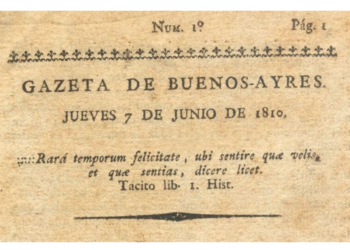 Num. 1º Pág. 1
GAZETA DE BUENOS-AYRES.
JUEVES 7 DE JUNIO DE 1810.
:::::Rará temporum felicitate, ubi sentire quæ velis,
et quæ sentias, dicere licet.
Tacito lib- 1. Hist.